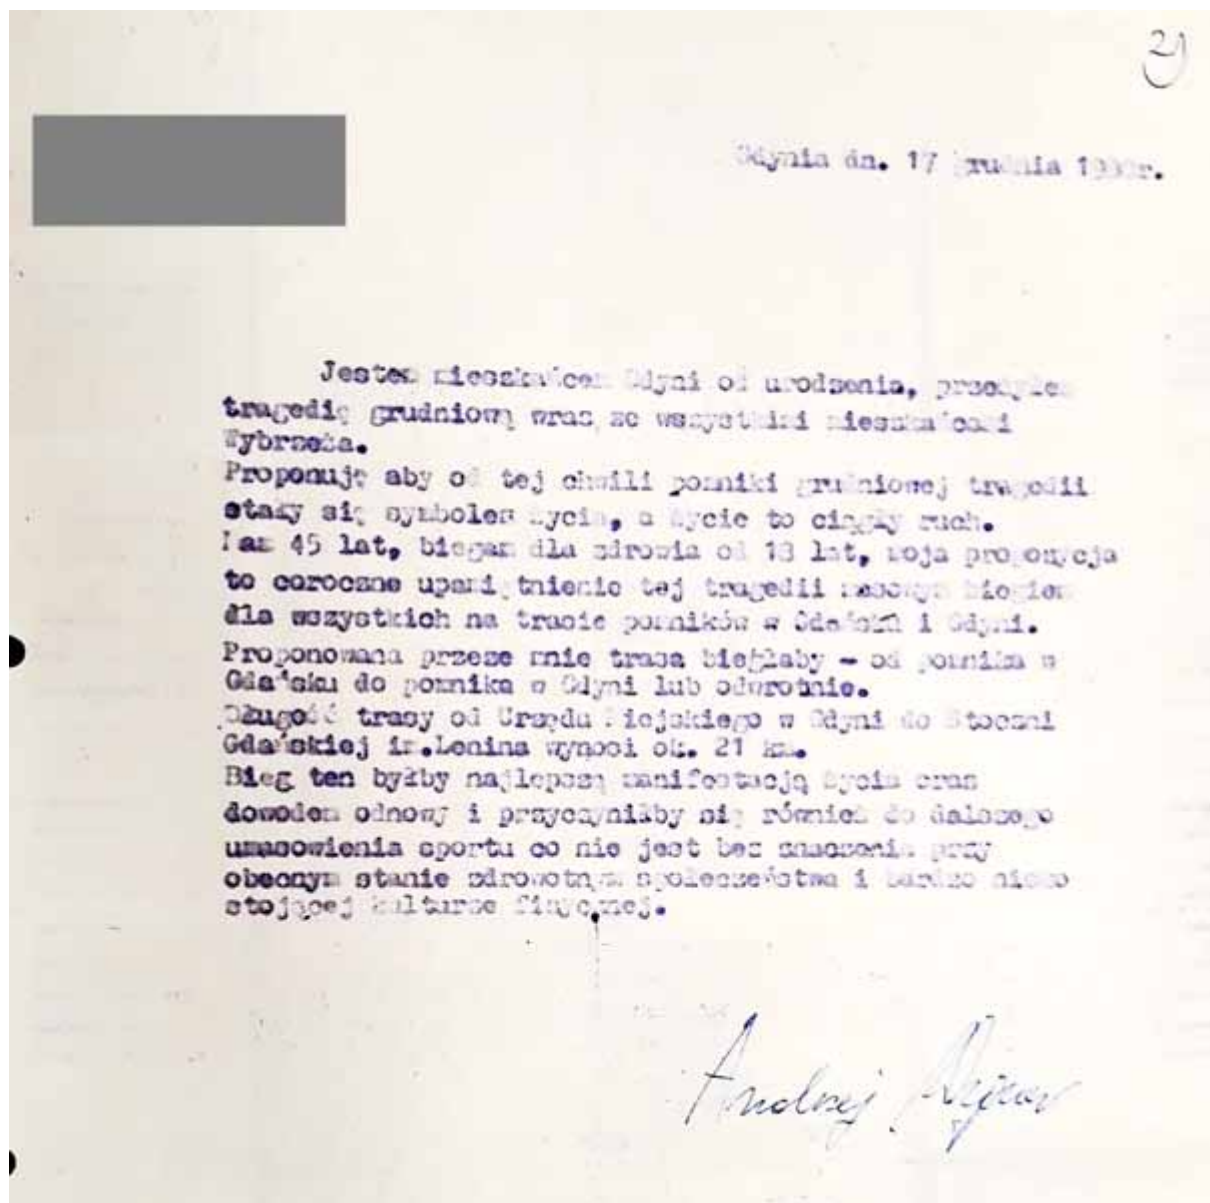 21
Gdynia dn. 17 grudnia r.
Jestem mieszkańcem Gdyni od urodzenia, przeżyłem
tragedię grudniową wraz ze wszystkimi mieszkańcami
Wybrzeża.
Proponuję aby od tej chwili pomniki grudniowej tragedii
stały się symbolem życia, a życie to ciągły ruch.
Mam 45 lat, biegam dla zdrowia od 18 lat, moja propozycja
to coroczne upamiętnienie tej tragedii masowym biegiem
dla wszystkich na trasie pomników w Gdańsku i Gdyni.
Proponowana przeze mnie trasa biegłaby - od pomnika w
Gdańsku do pomnika w Gdyni lub odwrotnie.
Długość trasy od Urzędu Miejskiego w Gdyni do Stoczni
Gdańskiej im.Lenina wynosi ok. 21 km.
Bieg ten byłby najlepszą manifestacją życia oraz
dowodem odnowy i przyczyniłby się również do dalszego
umasowienia sportu co nie jest bez znaczenia przy
obecnym stanie zdrowotnym społeczeństwa i bardzo nisko
stojącej kulturze fizycznej.
Andrzej